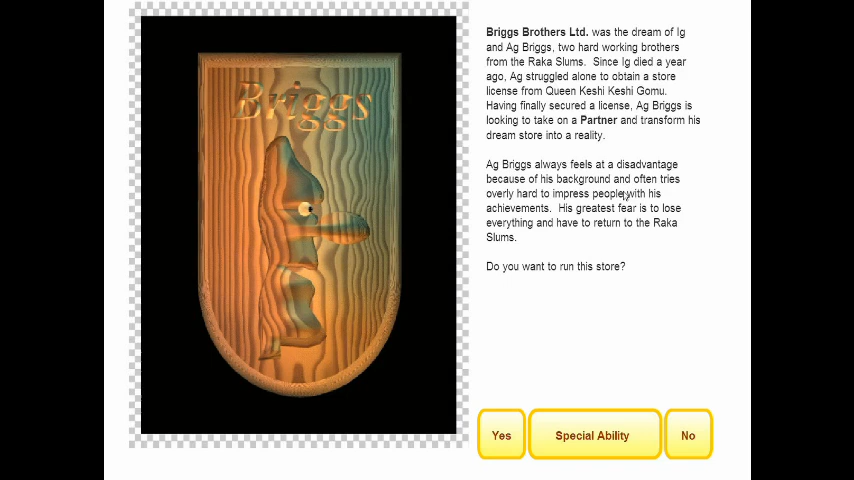 Briggs
Briggs Brothers Ltd. was the dream of Ig
and Ag Briggs, two hard working brothers
from the Raka Slums. Since Ig died a year
ago, Ag struggled alone to obtain a store
license from Queen Keshi Keshi Gomu.
Having finally secured a license, Ag Briggs is
looking to take on a Partner and transform his
dream store into a reality.
Ag Briggs always feels at a disadvantage
because of his background and often tries
overly hard to impress people with his
achievements. His greatest fear is to lose
everything and have to return to the Raka
Slums.
Do you want to run this store?
Yes
Special Ability
No